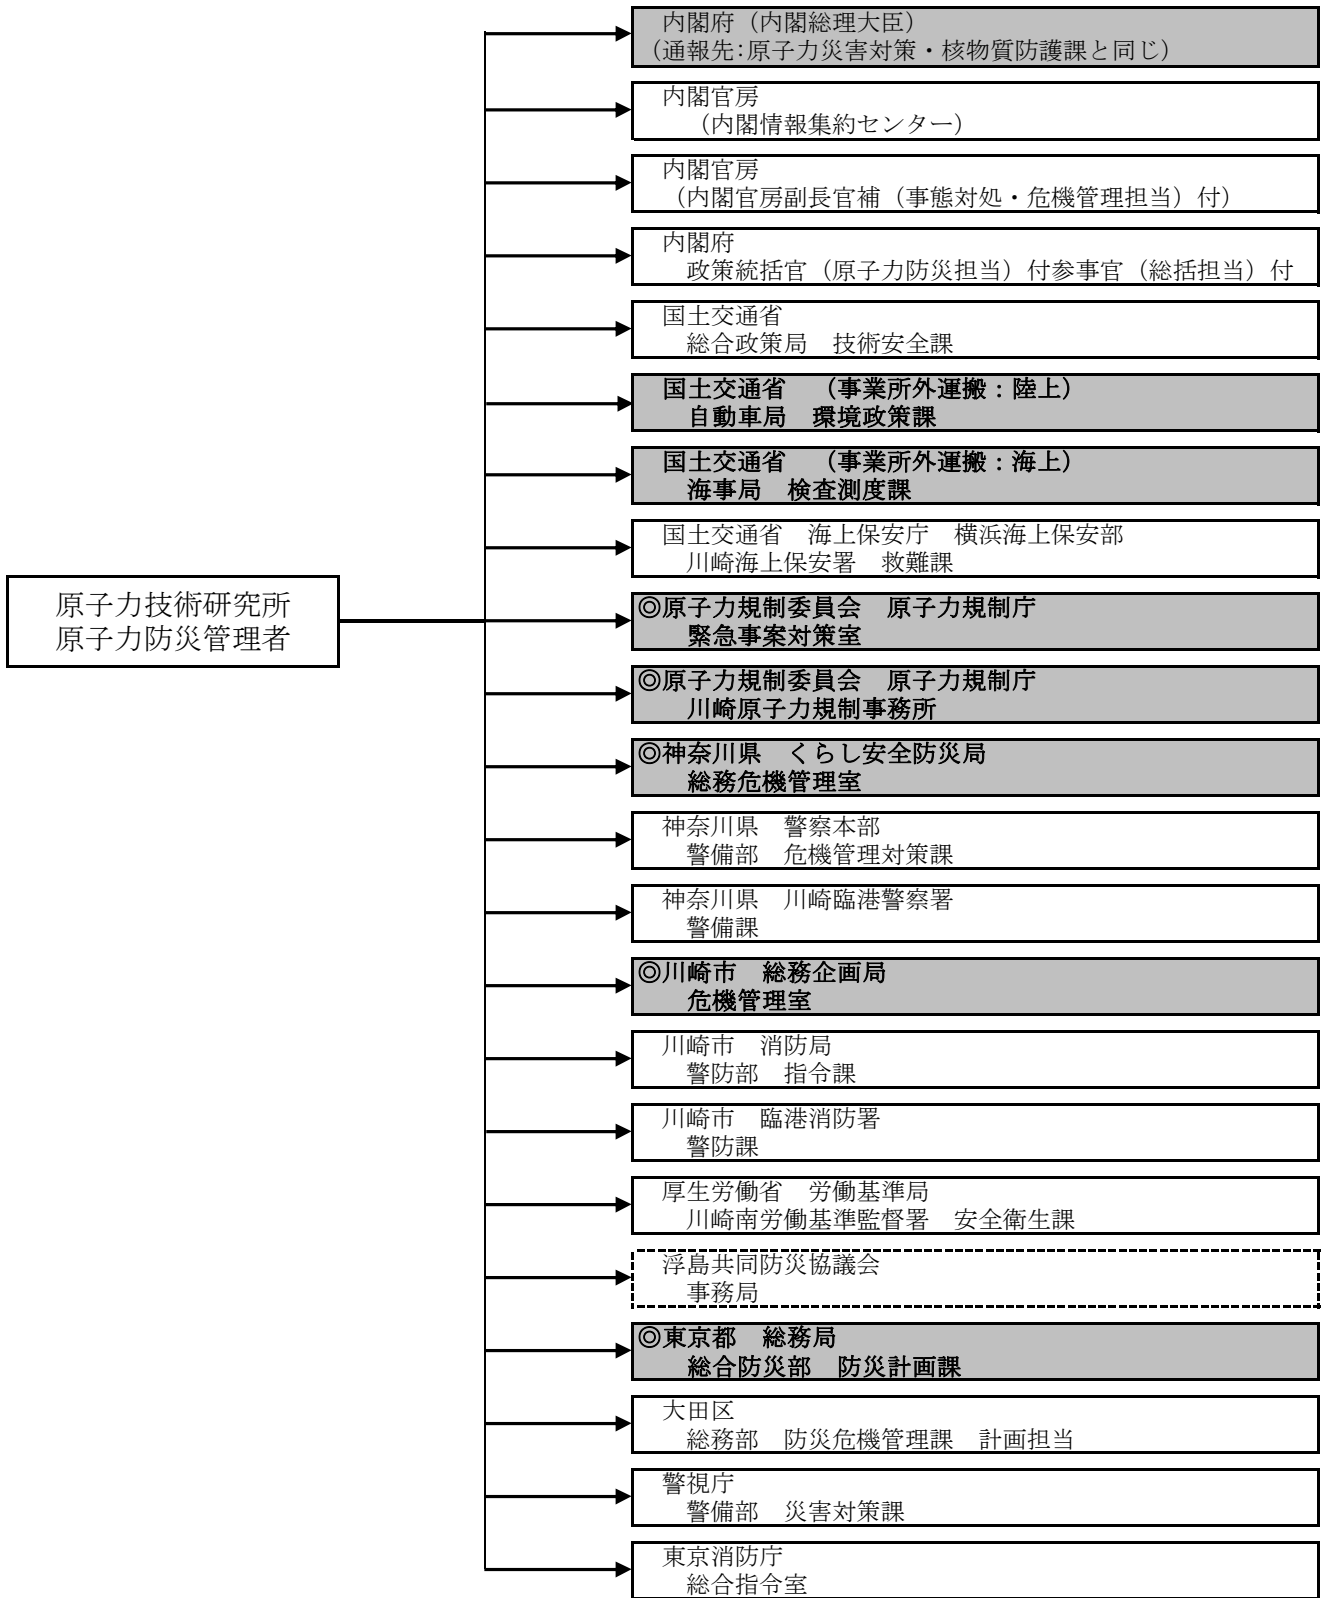 内閣府（内閣総理大臣）
（通報先:原子力災害対策・核物質防護課と同じ）
内閣官房
（内閣情報集約センター）
内閣官房
（内閣官房副長官補（事態対処・危機管理担当）付）
内閣府
政策統括官（原子力防災担当）付参事官（総括担当）付
国土交通省
総合政策局　技術安全課
国土交通省　（事業所外運搬：陸上）
自動車局　環境政策課
国土交通省　（事業所外運搬：海上）
海事局　検査測度課
国土交通省　海上保安庁　横浜海上保安部
川崎海上保安署　救難課
原子力技術研究所
原子力防災管理者
◎原子力規制委員会　原子力規制庁
緊急事案対策室
◎原子力規制委員会　原子力規制庁
川崎原子力規制事務所
◎神奈川県　くらし安全防災局
総務危機管理室
神奈川県　警察本部
警備部　危機管理対策課
神奈川県　川崎臨港警察署
警備課
◎川崎市　総務企画局
危機管理室
川崎市　消防局
警防部　指令課
川崎市　臨港消防署
警防課
厚生労働省　労働基準局
川崎南労働基準監督署　安全衛生課
浮島共同防災協議会
事務局
◎東京都　総務局
総合防災部　防災計画課
大田区
総務部　防災危機管理課　計画担当
警視庁
警備部　災害対策課
東京消防庁
総合指令室